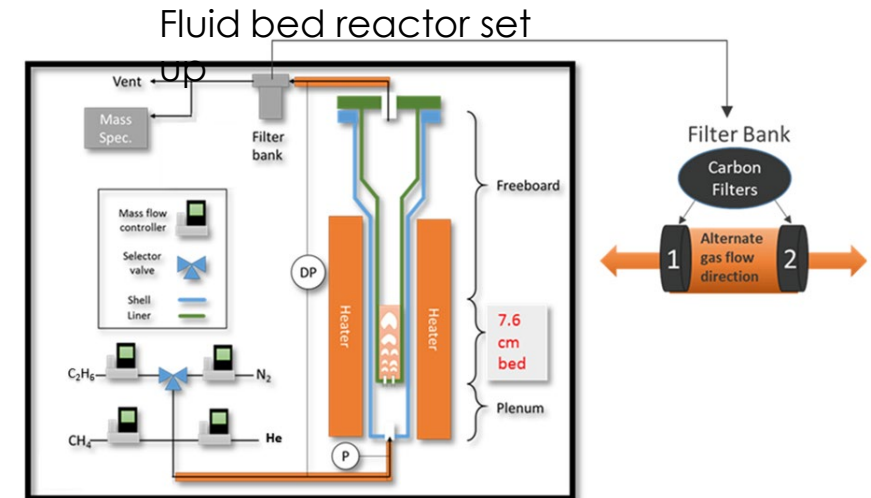 Fluid bed reactor set
up
Vent
Mass
Spec.
Filter
bank
Freeboard
Mass flow
controller
Selector
valve
Shell
Liner
DP
Heater
Heater
7.6
cm
bed
Plenum
C₂H₆
N₂
CH₄
He
P
Filter Bank
Carbon
Filters
1
Alternate
gas flow
direction
2